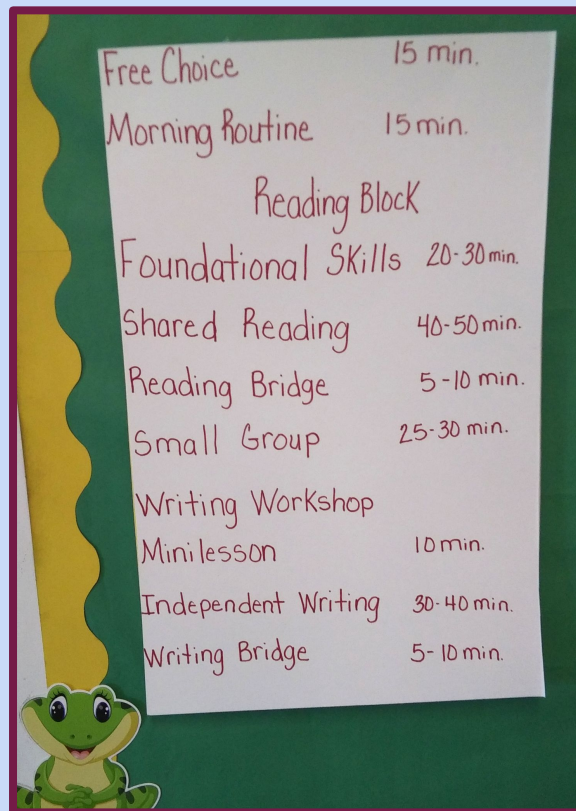 Free Choice 15 min.
Morning Routine 15 min.
Reading Block
Foundational Skills 20-30 min.
Shared Reading 40-50 min.
Reading Bridge 5-10 min.
Small Group 25-30 min.
Writing Workshop
Minilesson 10 min.
Independent Writing 30-40 min.
Writing Bridge 5-10 min.